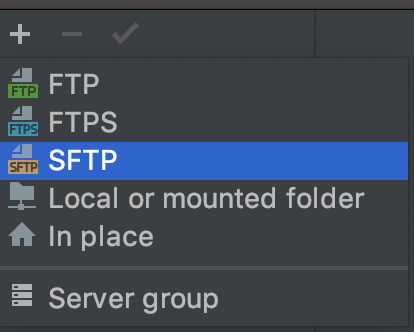 FTP FTP
FTPS FTPS
SFTP SFTP
Local or mounted folder
In place
Server group